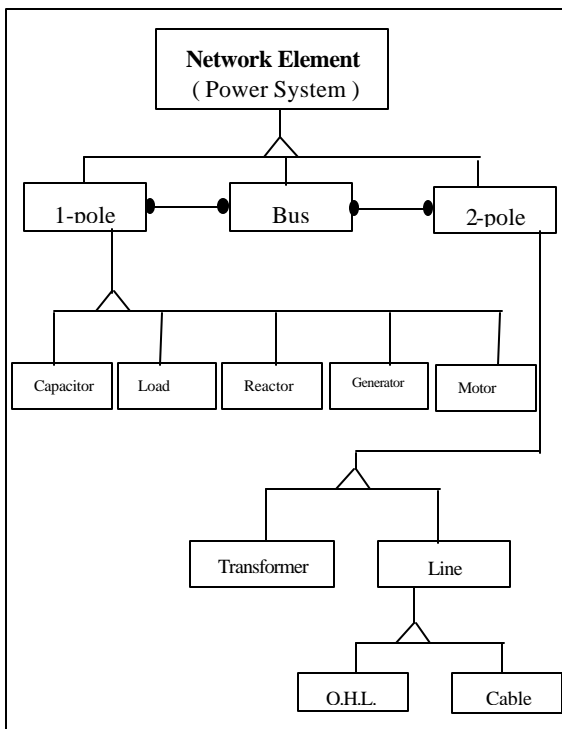 Network Element
( Power System )
1-pole
Bus
2-pole
Capacitor
Load
Reactor
Generator
Motor
Transformer
Line
O.H.L.
Cable